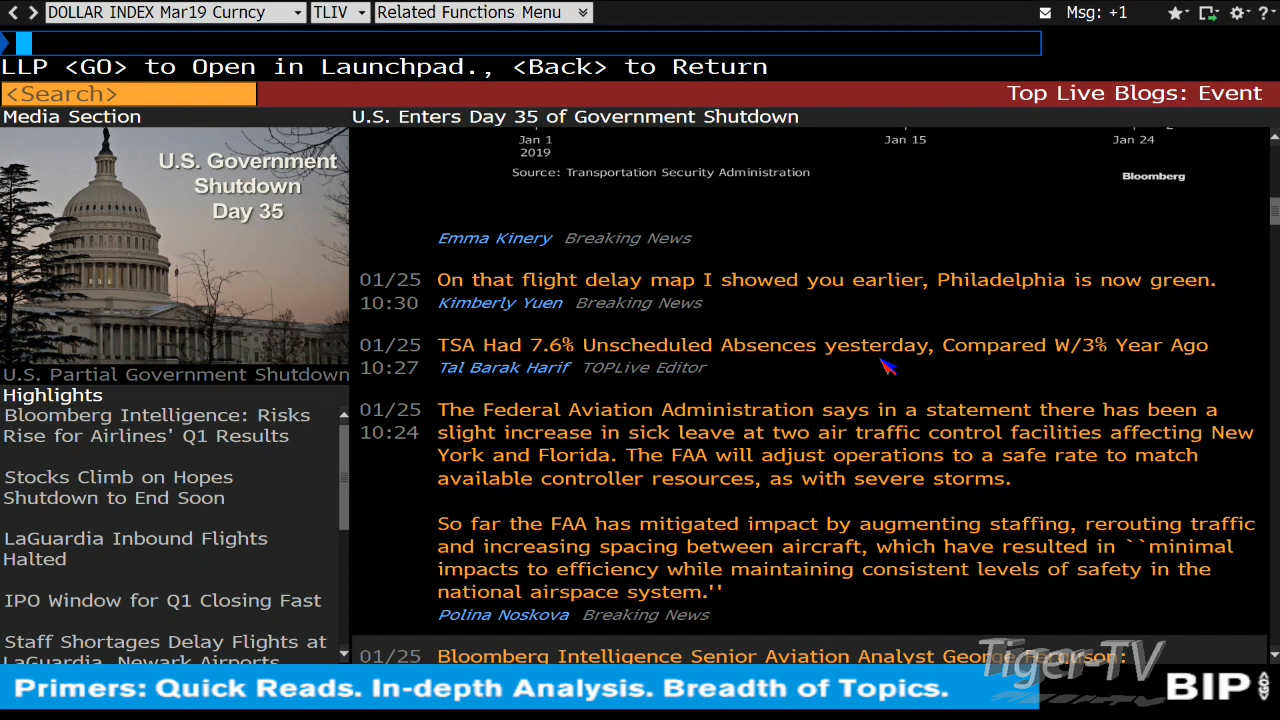 DOLLAR INDEX Mar19 Curncy TLIV Related Functions Menu Msg: +1 ?
LLP <GO> to Open in Launchpad., <Back> to Return
<Search> Top Live Blogs: Event
Media Section
U.S. Government
Shutdown
Day 35
U.S. Partial Government Shutdown
Highlights
Bloomberg Intelligence: Risks
Rise for Airlines' Q1 Results
Stocks Climb on Hopes
Shutdown to End Soon
LaGuardia Inbound Flights
Halted
IPO Window for Q1 Closing Fast
Staff Shortages Delay Flights at
LaGuardia, Newark Airports
U.S. Enters Day 35 of Government Shutdown
Jan 1 Jan 15 Jan 24
2019
Source: Transportation Security Administration Bloomberg
Emma Kinery Breaking News
01/25 On that flight delay map I showed you earlier, Philadelphia is now green.
10:30 Kimberly Yuen Breaking News
01/25 TSA Had 7.6% Unscheduled Absences yesterday, Compared W/3% Year Ago
10:27 Tal Barak Harif TOPLive Editor
01/25 The Federal Aviation Administration says in a statement there has been a
10:24 slight increase in sick leave at two air traffic control facilities affecting New
York and Florida. The FAA will adjust operations to a safe rate to match
available controller resources, as with severe storms.
So far the FAA has mitigated impact by augmenting staffing, rerouting traffic
and increasing spacing between aircraft, which have resulted in ``minimal
impacts to efficiency while maintaining consistent levels of safety in the
national airspace system.''
Polina Noskova Breaking News
01/25 Bloomberg Intelligence Senior Aviation Analyst George Ferguson:
Tiger-TV
Primers: Quick Reads. In-depth Analysis. Breadth of Topics. BIP <GO>